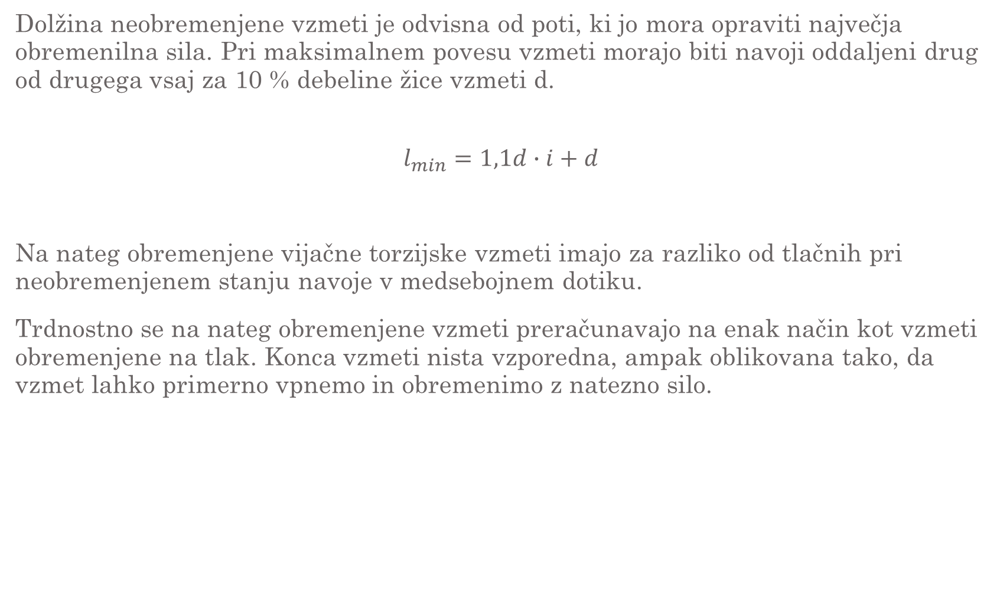 Dolžina neobremenjene vzmeti je odvisna od poti, ki jo mora opraviti največja
obremenilna sila. Pri maksimalnem povesu vzmeti morajo biti navoji oddaljeni drug
od drugega vsaj za 10 % debeline žice vzmeti d.
l_{min} = 1,1d · i + d
Na nateg obremenjene vijačne torzijske vzmeti imajo za razliko od tlačnih pri
neobremenjenem stanju navoje v medsebojnem dotiku.
Trdnostno se na nateg obremenjene vzmeti preračunavajo na enak način kot vzmeti
obremenjene na tlak. Konca vzmeti nista vzporedna, ampak oblikovana tako, da
vzmet lahko primerno vpnemo in obremenimo z natezno silo.